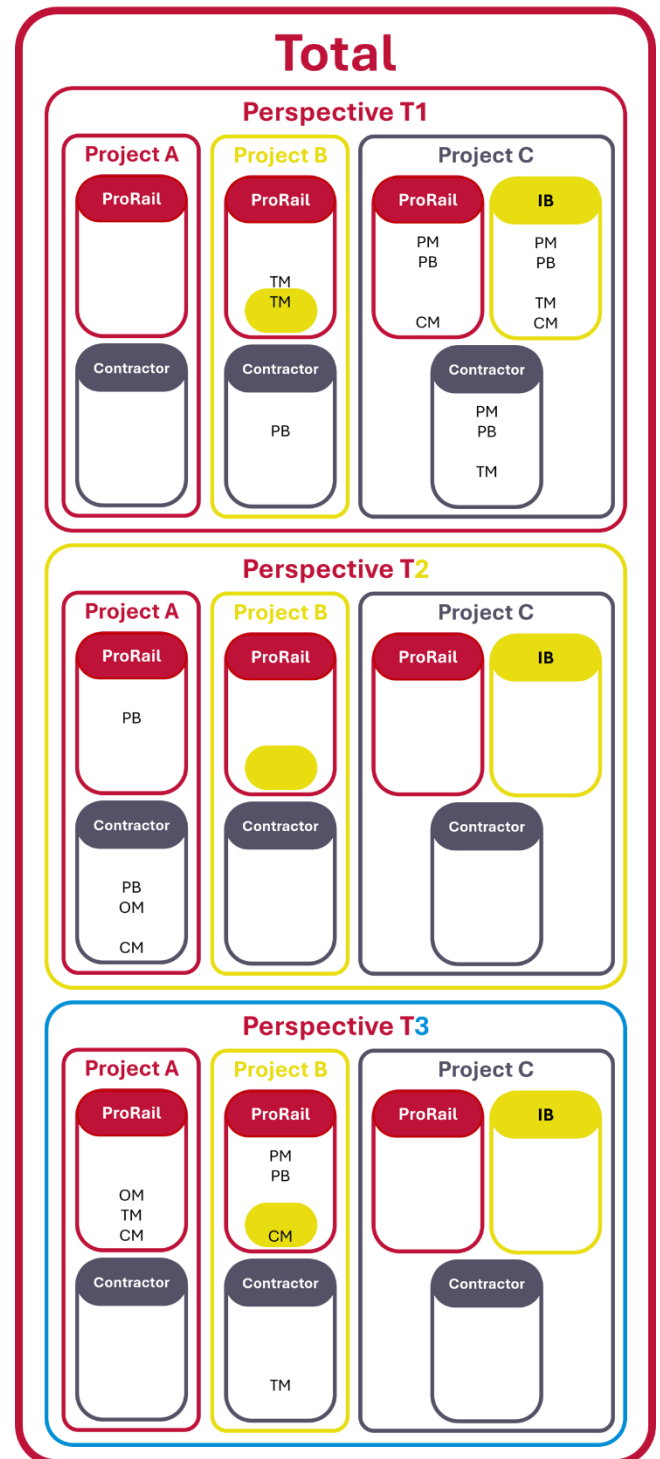 Total
Perspective T1
Project A
ProRail
Contractor
Project B
ProRail
TM
TM
Contractor
PB
Project C
ProRail
PM
PB
CM
IB
PM
PB
TM
CM
Contractor
PM
PB
TM
Perspective T2
Project A
ProRail
PB
Contractor
PB
OM
CM
Project B
ProRail
Contractor
Project C
ProRail
IB
Contractor
Perspective T3
Project A
ProRail
OM
TM
CM
Contractor
Project B
ProRail
PM
PB
CM
Contractor
TM
Project C
ProRail
IB
Contractor